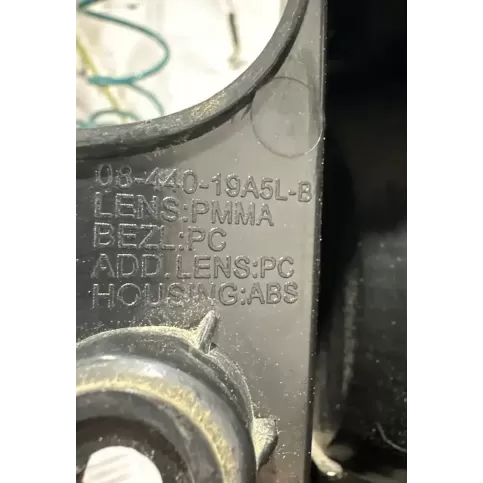 08-440-19A5L-B
LENS:PMMA
BEZL:PC
ADD.LENS:PC
HOUSING:ABS